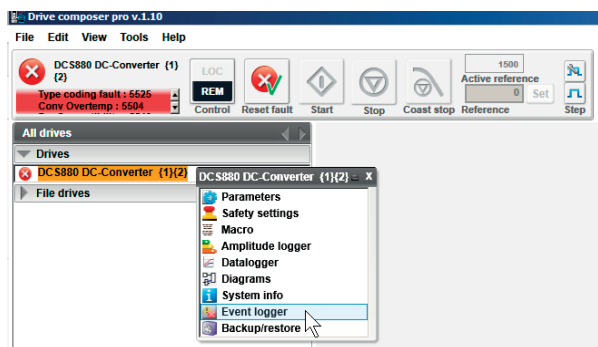 Drive composer pro v.1.10
File Edit View Tools Help
DCS880 DC-Converter {1}
{2}
Type coding fault : 5525
Conv Overtemp : 5504
LOC
REM
Control
Reset fault
Start
Stop
Coast stop
1500
Active reference
0
Set
Reference
Step
All drives
Drives
DCS880 DC-Converter {1}{2}
File drives
DCS880 DC-Converter {1}{2} X
Parameters
Safety settings
Macro
Amplitude logger
Datalogger
Diagrams
System info
Event logger
Backup/restore